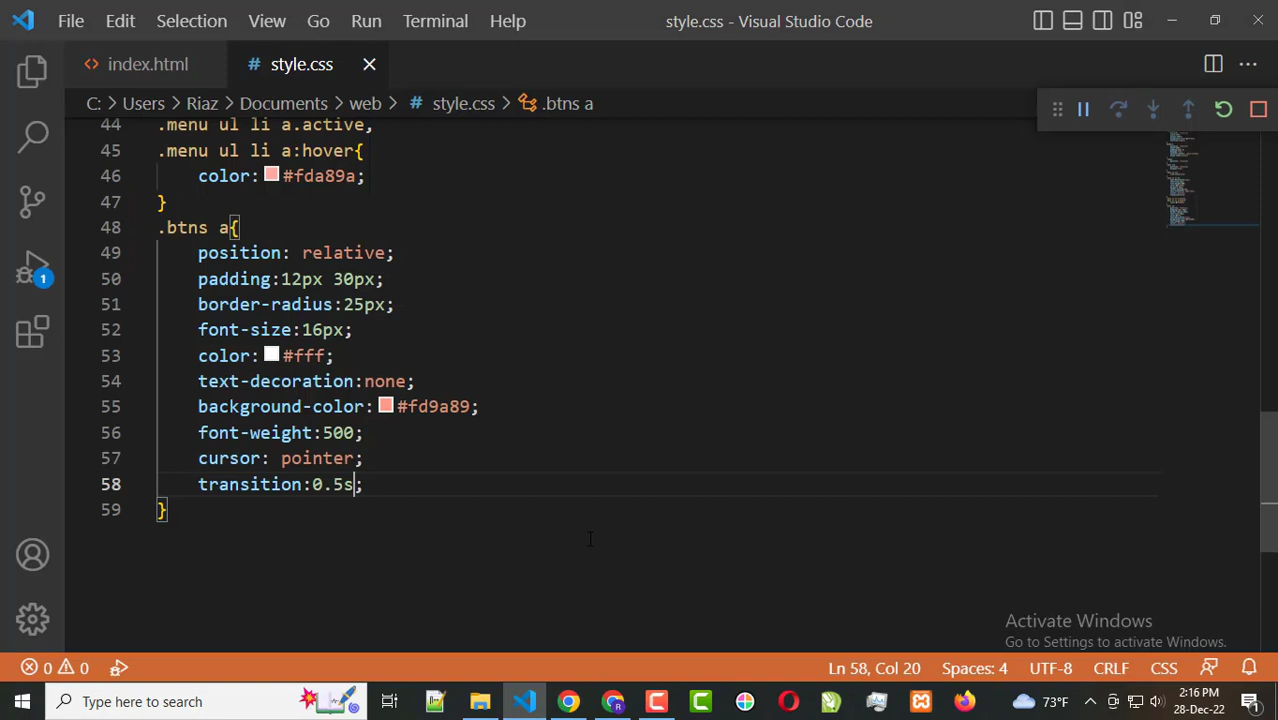 File Edit Selection View Go Run Terminal Help style.css - Visual Studio Code
index.html # style.css
C: > Users > Riaz > Documents > web > # style.css > .btns a
44 .menu ul li a.active,
45 .menu ul li a:hover{
46 color: #fda89a;
47 }
48 .btns a{
49 position: relative;
50 padding:12px 30px;
51 border-radius:25px;
52 font-size:16px;
53 color: #fff;
54 text-decoration:none;
55 background-color: #fd9a89;
56 font-weight:500;
57 cursor: pointer;
58 transition:0.5s;
59 }
1
Activate Windows
Go to Settings to activate Windows.
0 0 Ln 58, Col 20 Spaces: 4 UTF-8 CRLF CSS
Type here to search 73°F 2:16 PM
28-Dec-22 1